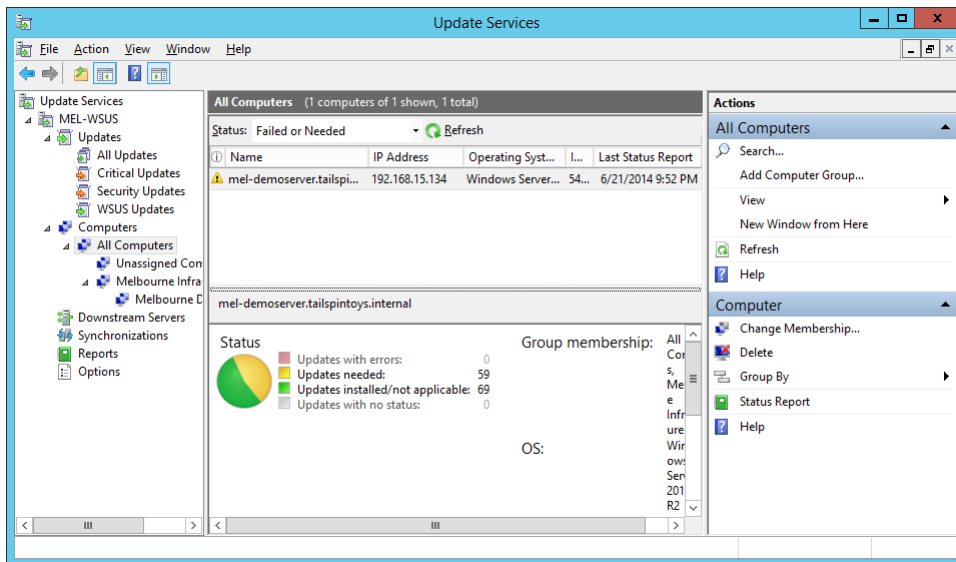 Update Services
File Action View Window Help
Update Services
MEL-WSUS
Updates
All Updates
Critical Updates
Security Updates
WSUS Updates
Computers
All Computers
Unassigned Com
Melbourne Infra
Melbourne D
Downstream Servers
Synchronizations
Reports
Options
All Computers (1 computers of 1 shown, 1 total)
Status: Failed or Needed Refresh
Name IP Address Operating Syst... I... Last Status Report
mel-demoserver.tailspi... 192.168.15.134 Windows Server... 54... 6/21/2014 9:52 PM
mel-demoserver.tailspintoys.internal
Status
Updates with errors: 0
Updates needed: 59
Updates installed/not applicable: 69
Updates with no status: 0
Group membership:
All
Cor
s,
Me
e
Infr
ure
OS:
Wir
ows
Ser
201
R2
Actions
All Computers
Search...
Add Computer Group...
View
New Window from Here
Refresh
Help
Computer
Change Membership...
Delete
Group By
Status Report
Help